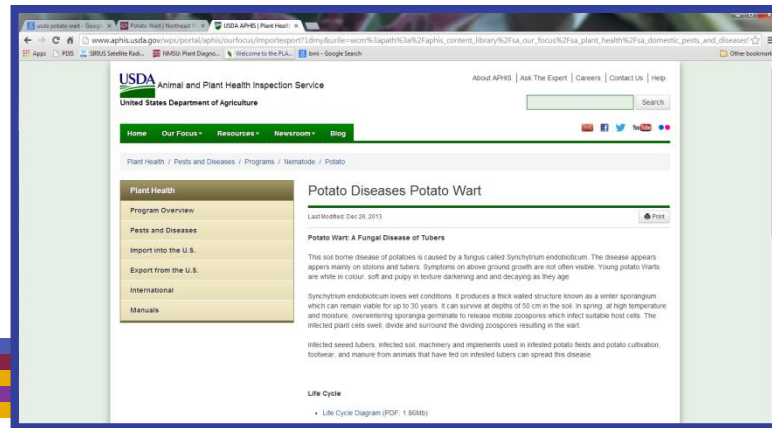 usda potato wart - Google
Potato Wart | Northeast P
USDA APHIS | Plant Healt
www.aphis.usda.gov/wps/portal/aphis/ourfocus/importexport?1dmy&urile=wcm%3apath%3a%2Faphis_content_library%2Fsa_our_focus%2Fsa_plant_health%2Fsa_domestic_pests_and_diseases%
Apps PDIS SIRIUS Satellite Radi... NMSU: Plant Diagno... Welcome to the PLA... bimi - Google Search Other bookmark
About APHIS | Ask The Expert | Careers | Contact Us | Help
USDA Animal and Plant Health Inspection Service
United States Department of Agriculture
Search
Home Our Focus Resources Newsroom Blog
You Tube
Plant Health / Pests and Diseases / Programs / Nematode / Potato
Plant Health
Program Overview
Pests and Diseases
Import into the U.S.
Export from the U.S.
International
Manuals
Potato Diseases Potato Wart
Last Modified: Dec 26, 2013 Print
Potato Wart: A Fungal Disease of Tubers
This soil borne disease of potatoes is caused by a fungus called Synchytrium endobioticum. The disease appears
appers mainly on stolons and tubers. Symptoms on above ground growth are not often visible. Young potato Warts
are white in colour, soft and pulpy in texture darkening and and decaying as they age.
Synchytrium endobioticum loves wet conditions. It produces a thick walled structure known as a winter sporangium
which can remain viable for up to 30 years. It can survive at depths of 50 cm in the soil. In spring, at high temperature
and moisture, overwintering sporangia germinate to release mobile zoospores which infect suitable host cells. The
infected plant cells swell, divide and surround the dividing zoospores resulting in the wart.
Infected seeed tubers, infected soil, machinery and implements used in infested potato fields and potato cultivation,
footwear, and manure from animals that have fed on infested tubers can spread this disease.
Life Cycle
• Life Cycle Diagram (PDF, 1.86Mb)